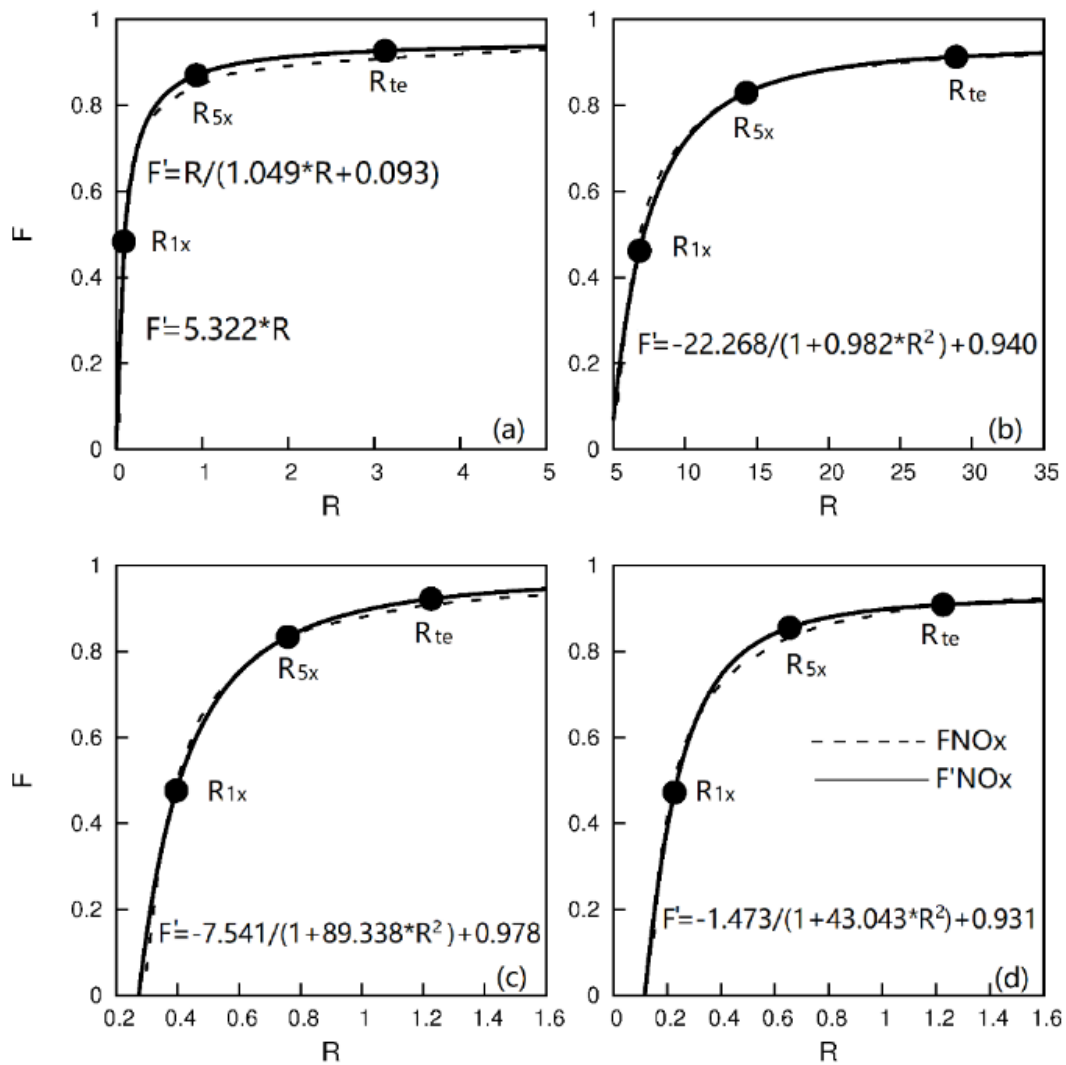 1
0.8
0.6
0.4
0.2
0
F
R5x
Rte
F'=R/(1.049*R+0.093)
R1x
F'=5.322*R
(a)
0 1 2 3 4 5
R
1
0.8
0.6
0.4
0.2
0
Rte
R5x
R1x
F'=-22.268/(1+0.982*R²)+0.940
(b)
5 10 15 20 25 30 35
R
1
0.8
0.6
0.4
0.2
0
F
Rte
R5x
R1x
F'=-7.541/(1+89.338*R²)+0.978
(c)
0.2 0.4 0.6 0.8 1 1.2 1.4 1.6
R
1
0.8
0.6
0.4
0.2
0
Rte
R5x
FNOx
F'NOx
R1x
F'=-1.473/(1+43.043*R²)+0.931
(d)
0 0.2 0.4 0.6 0.8 1 1.2 1.4 1.6
R